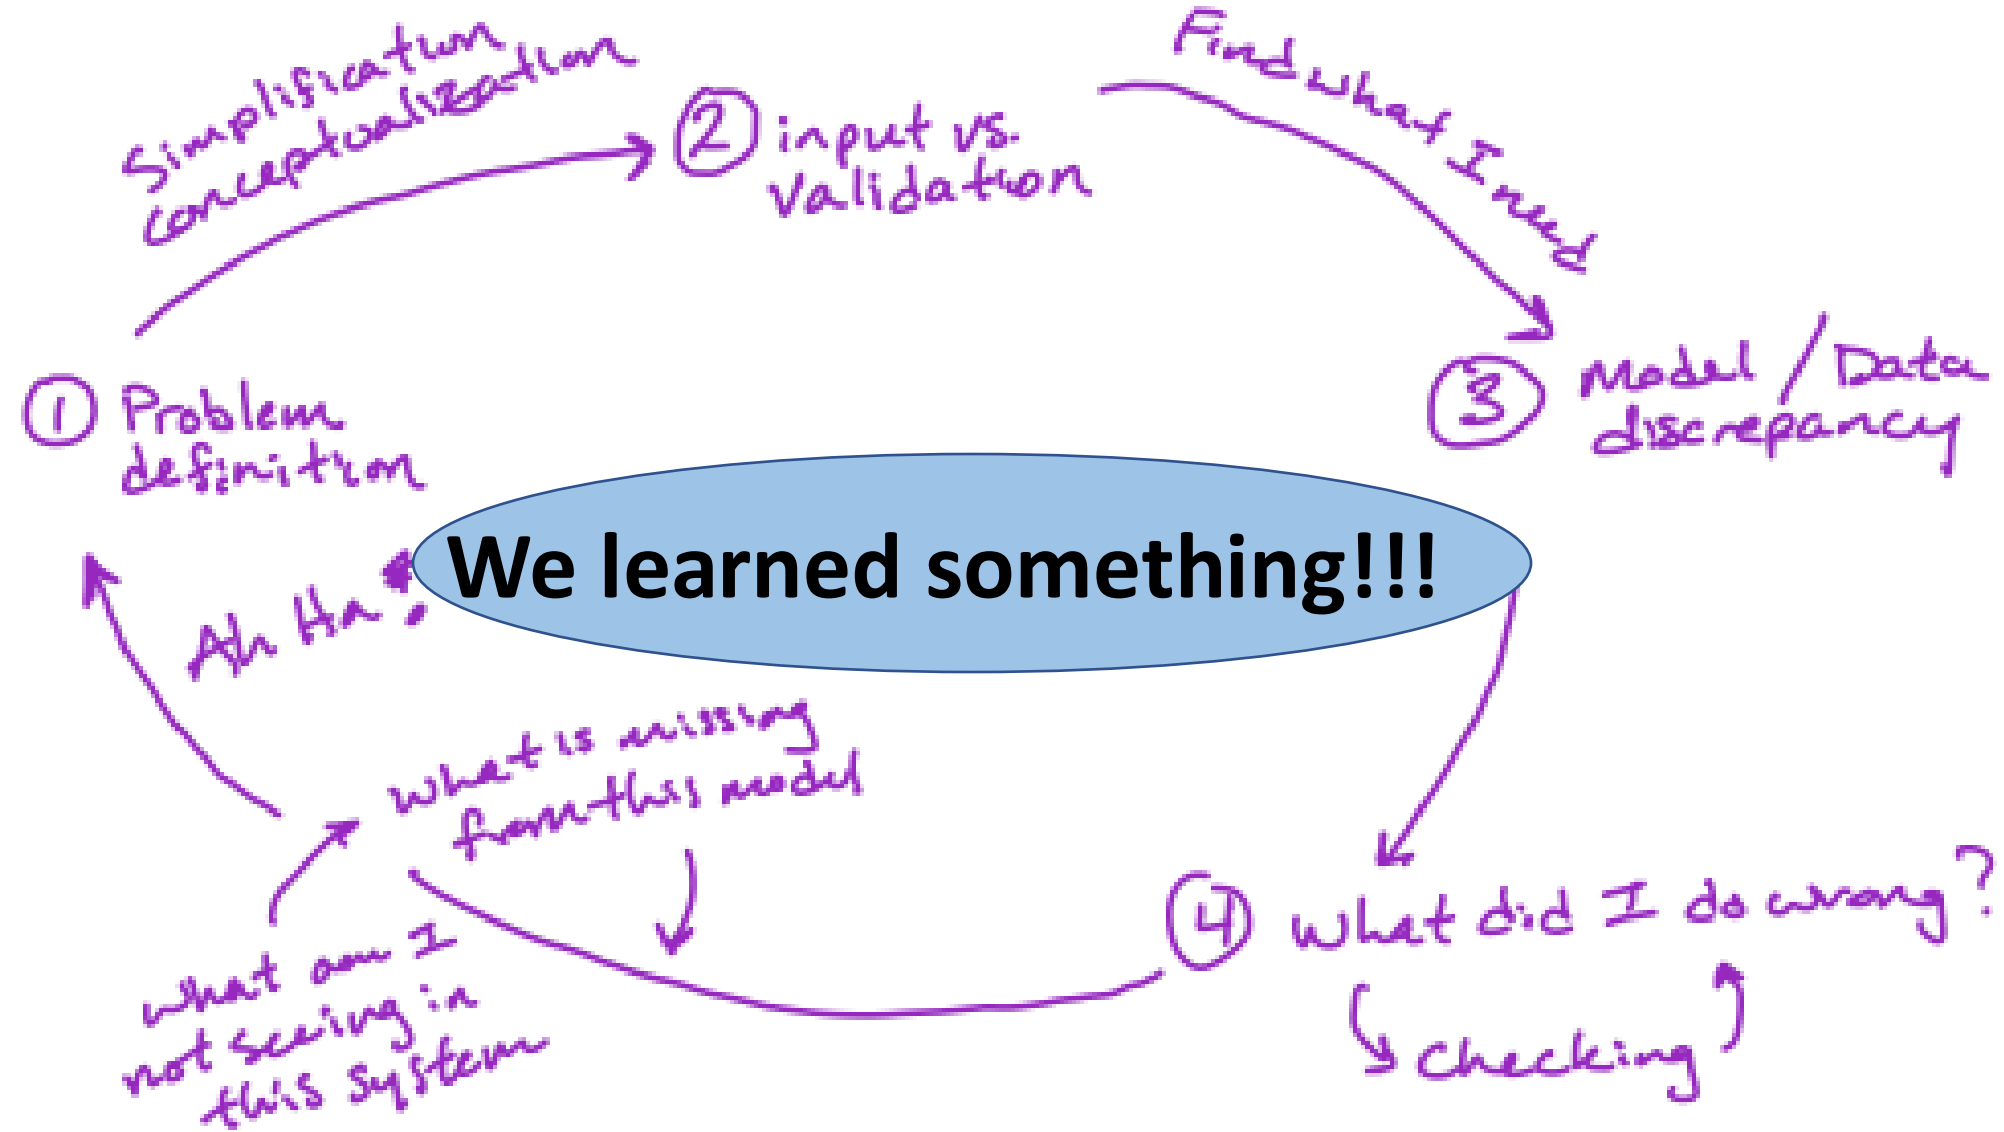 Simplification
conceptualization
② input vs.
validation
Find what I need
① Problem
definition
③ Model / Data
discrepancy
We learned something!!!
Ah Ha
What is missing
from this model
④ What did I do wrong?
Checking
What am I
not seeing in
this system